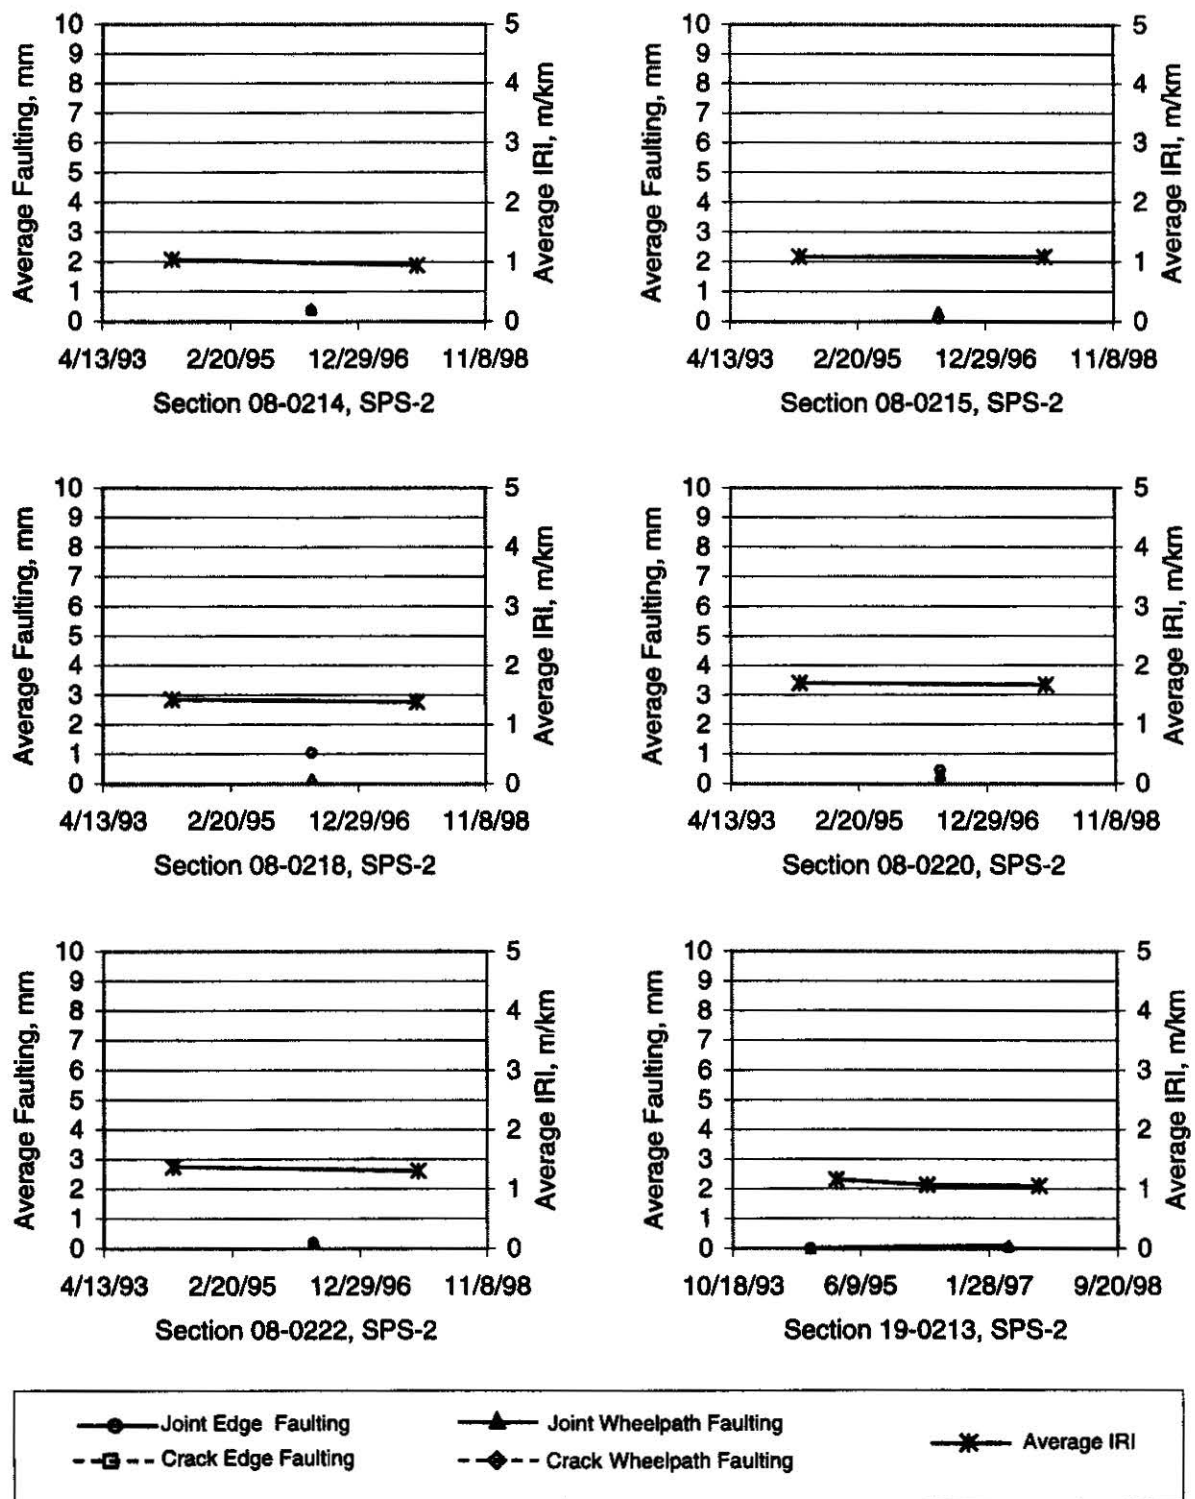 10 9 8 7 6 5 4 3 2 1 0
Average Faulting, mm
5 4 3 2 1 0
Average IRI, m/km
4/13/93 2/20/95 12/29/96 11/8/98
Section 08-0214, SPS-2
10 9 8 7 6 5 4 3 2 1 0
Average Faulting, mm
5 4 3 2 1 0
Average IRI, m/km
4/13/93 2/20/95 12/29/96 11/8/98
Section 08-0215, SPS-2
10 9 8 7 6 5 4 3 2 1 0
Average Faulting, mm
5 4 3 2 1 0
Average IRI, m/km
4/13/93 2/20/95 12/29/96 11/8/98
Section 08-0218, SPS-2
10 9 8 7 6 5 4 3 2 1 0
Average Faulting, mm
5 4 3 2 1 0
Average IRI, m/km
4/13/93 2/20/95 12/29/96 11/8/98
Section 08-0220, SPS-2
10 9 8 7 6 5 4 3 2 1 0
Average Faulting, mm
5 4 3 2 1 0
Average IRI, m/km
4/13/93 2/20/95 12/29/96 11/8/98
Section 08-0222, SPS-2
10 9 8 7 6 5 4 3 2 1 0
Average Faulting, mm
5 4 3 2 1 0
Average IRI, m/km
10/18/93 6/9/95 1/28/97 9/20/98
Section 19-0213, SPS-2
Joint Edge Faulting
Joint Wheelpath Faulting
Crack Edge Faulting
Crack Wheelpath Faulting
Average IRI